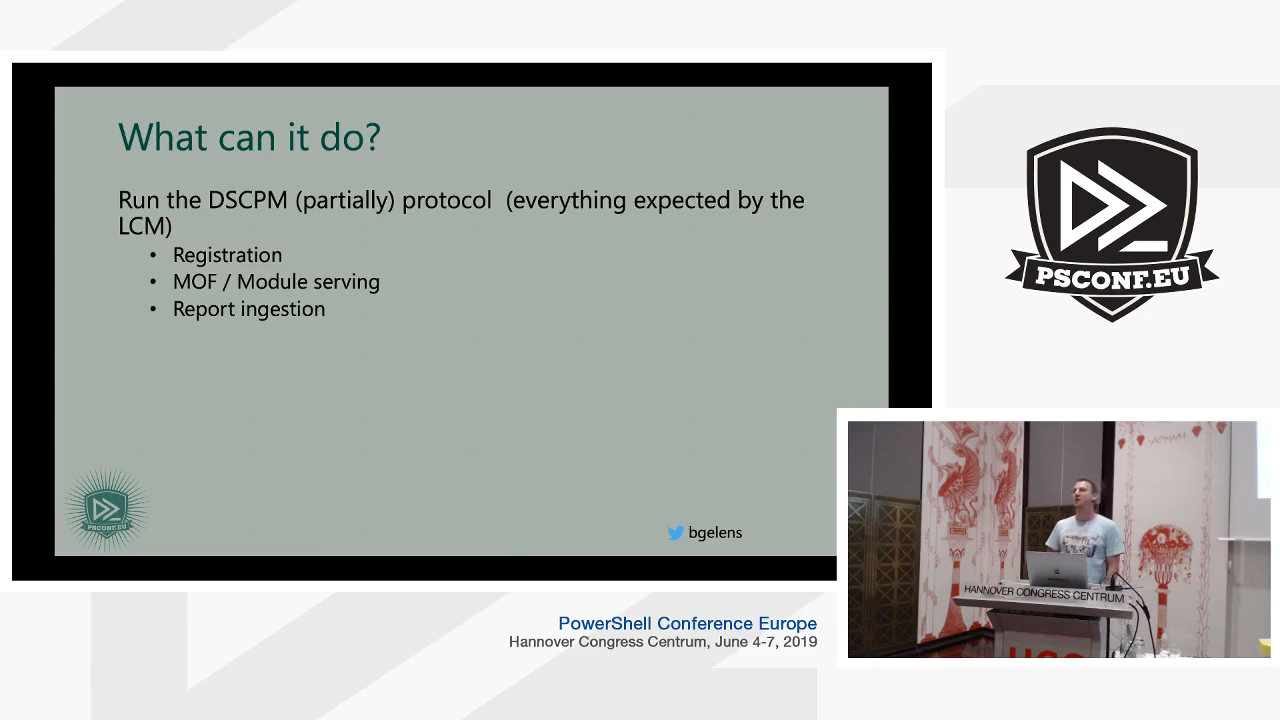 What can it do?
Run the DSCPM (partially) protocol  (everything expected by the
LCM)
• Registration
• MOF / Module serving
• Report ingestion
PSCONF.EU
bgelens
PSCONF.EU
HANNOVER CONGRESS CENTRUM
PowerShell Conference Europe
Hannover Congress Centrum, June 4-7, 2019